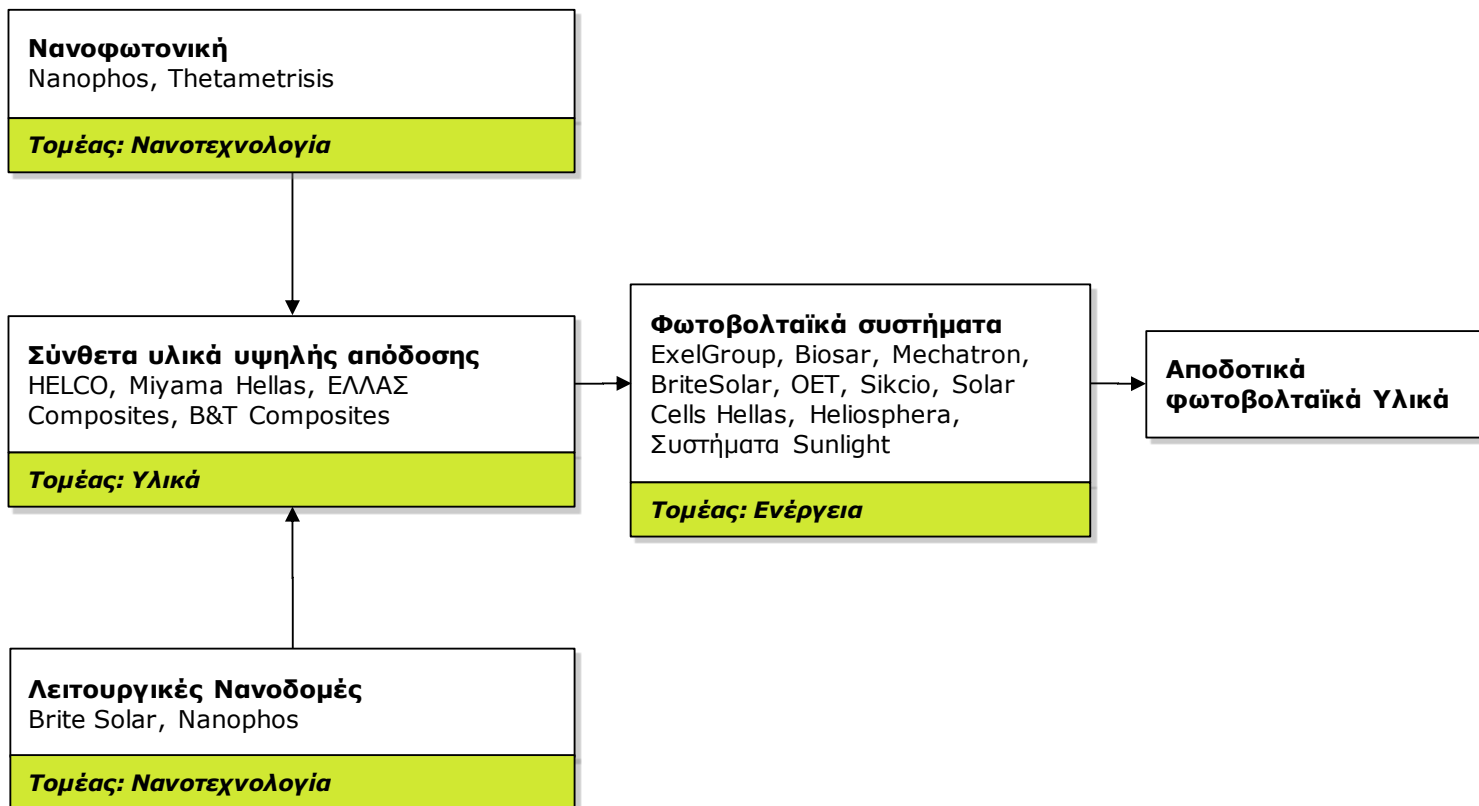 Νανοφωτονική
Nanophos, Thetametrisis
Τομέας: Νανοτεχνολογία
Σύνθετα υλικά υψηλής απόδοσης
HELCO, Miyama Hellas, ΕΛΛΑΣ
Composites, B&T Composites
Τομέας: Υλικά
Φωτοβολταϊκά συστήματα
ExelGroup, Biosar, Mechatron,
BriteSolar, OET, Sikcio, Solar
Cells Hellas, Heliosphera,
Συστήματα Sunlight
Τομέας: Ενέργεια
Αποδοτικά
φωτοβολταϊκά Υλικά
Λειτουργικές Νανοδομές
Brite Solar, Nanophos
Τομέας: Νανοτεχνολογία